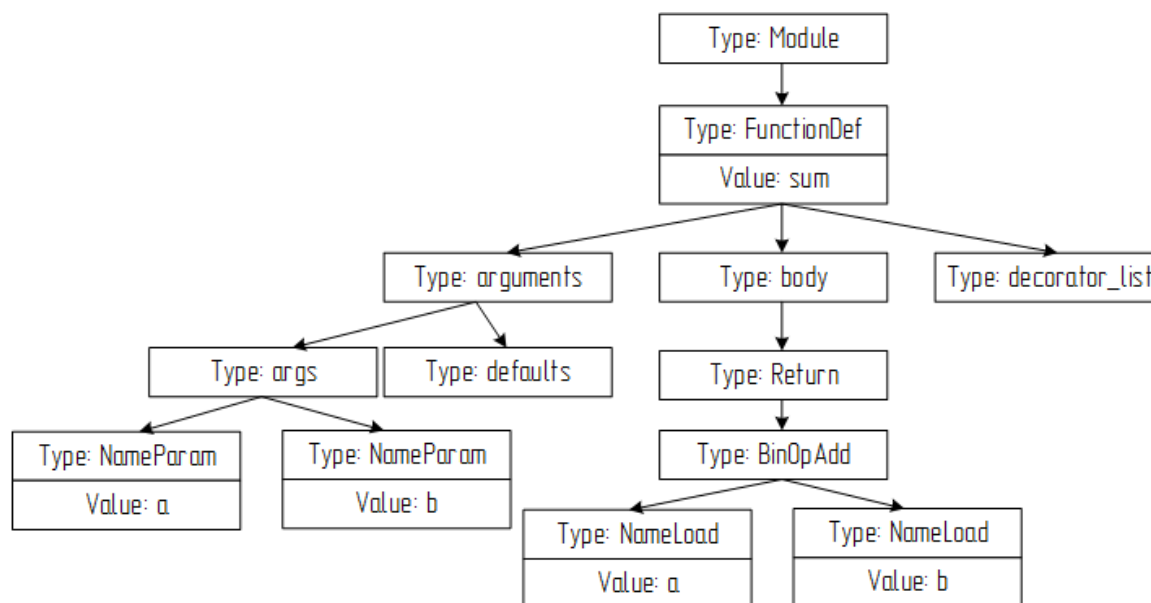 Type: Module
Type: FunctionDef
Value: sum
Type: arguments
Type: body
Type: decorator_list
Type: args
Type: defaults
Type: Return
Type: NameParam
Value: a
Type: NameParam
Value: b
Type: BinOpAdd
Type: NameLoad
Value: a
Type: NameLoad
Value: b